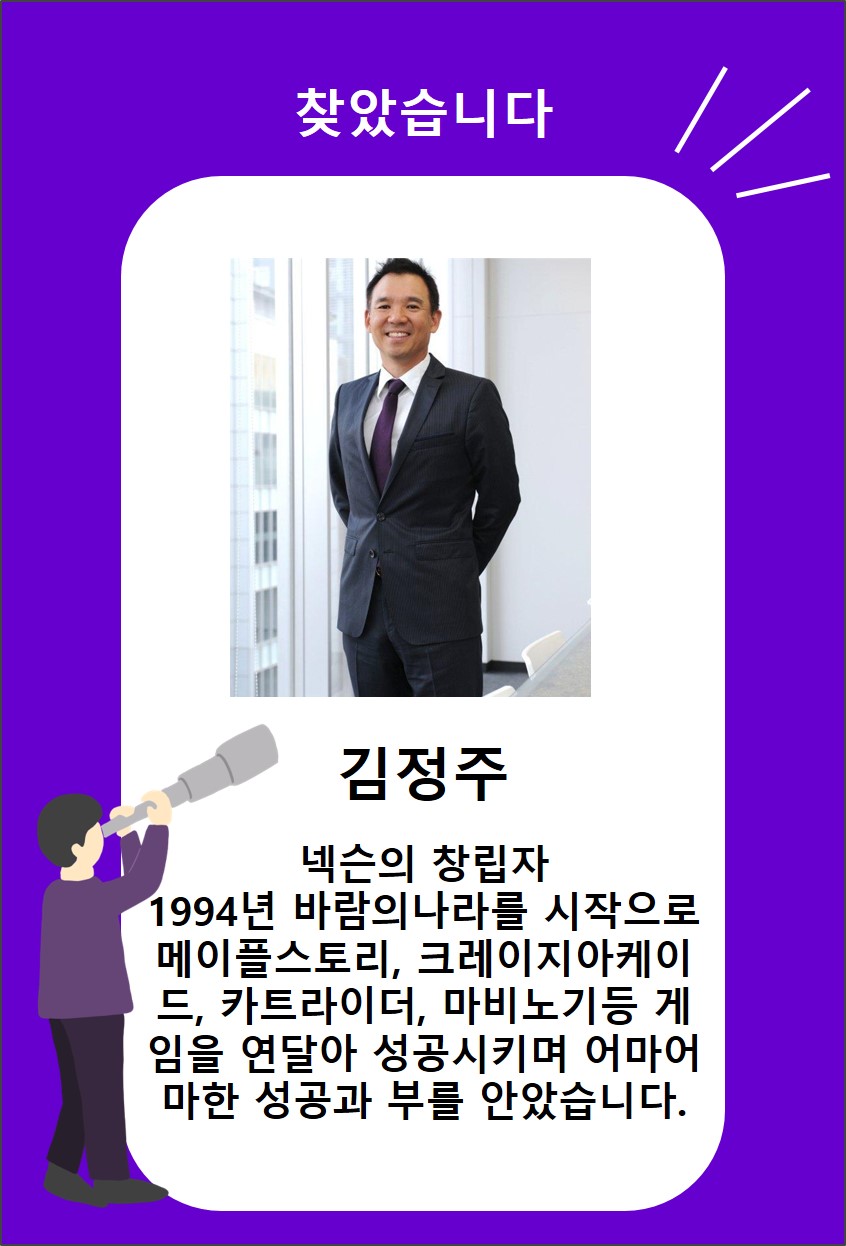 찾았습니다
김정주
넥슨의 창립자
1994년 바람의나라를 시작으로
메이플스토리, 크레이지아케이
드, 카트라이더, 마비노기등 게
임을 연달아 성공시키며 어마어
마한 성공과 부를 안았습니다.